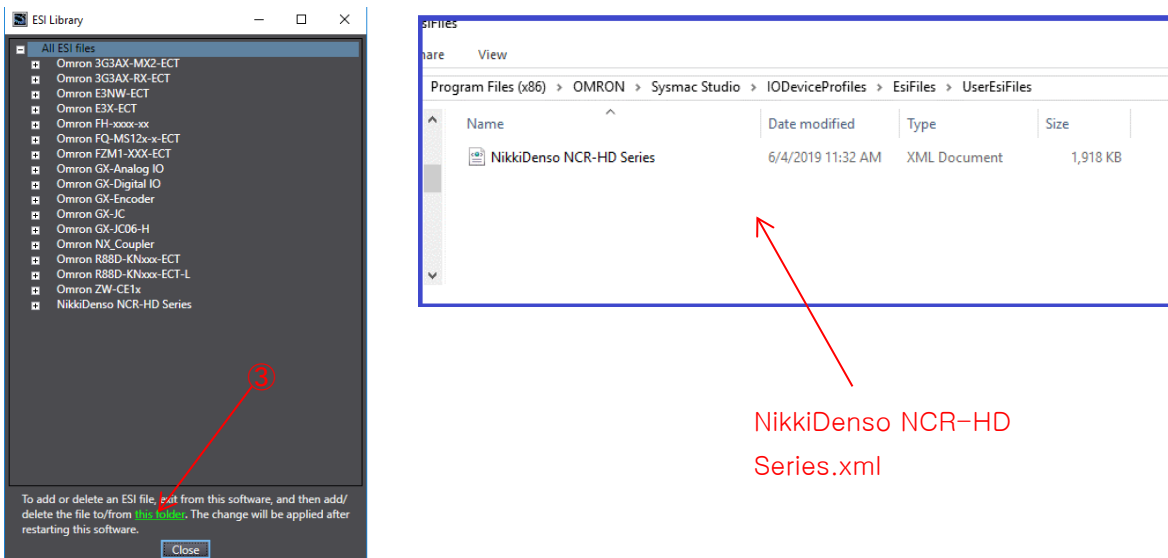 ESI Library
All ESI files
Omron 3G3AX-MX2-ECT
Omron 3G3AX-RX-ECT
Omron E3NW-ECT
Omron E3X-ECT
Omron FH-xxxx-xx
Omron FQ-MS12x-x-ECT
Omron FZM1-XXX-ECT
Omron GX-Analog IO
Omron GX-Digital IO
Omron GX-Encoder
Omron GX-JC
Omron GX-JC06-H
Omron NX_Coupler
Omron R88D-KNxxx-ECT
Omron R88D-KNxxx-ECT-L
Omron ZW-CE1x
NikkiDenso NCR-HD Series
③
To add or delete an ESI file, exit from this software, and then add/
delete the file to/from this folder. The change will be applied after
restarting this software.
Close
View
Program Files (x86) > OMRON > Sysmac Studio > IODeviceProfiles > EsiFiles > UserEsiFiles
Name Date modified Type Size
NikkiDenso NCR-HD Series 6/4/2019 11:32 AM XML Document 1,918 KB
NikkiDenso NCR-HD
Series.xml